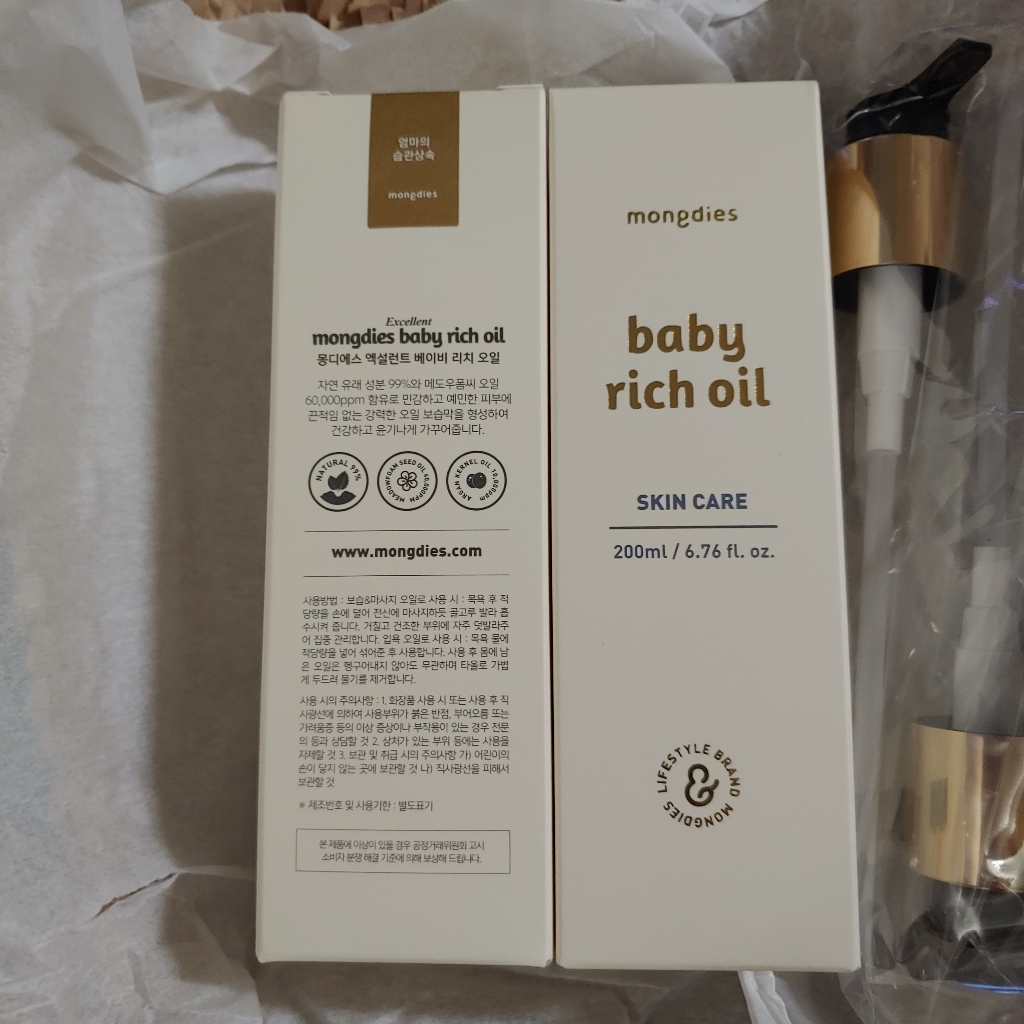 엄마의
습관상속
mongdies
Excellent
mongdies baby rich oil
몽디에스 엑설런트 베이비 리치 오일
자연 유래 성분 99%와 메도우폼씨 오일
60,000ppm 함유로 민감하고 예민한 피부에
끈적임 없는 강력한 오일 보습막을 형성하여
건강하고 윤기나게 가꾸어줍니다.
NATURAL 99%
MEADOWFOAM SEED OIL 60,000PPM
ARGAN KERNEL OIL 10,000ppm
www.mongdies.com
사용방법 : 보습&마사지 오일로 사용 시 : 목욕 후 적
당량을 손에 덜어 전신에 마사지하듯 골고루 발라 흡
수시켜 줍니다. 거칠고 건조한 부위에 자주 덧발라주
어 집중 관리합니다. 입욕 오일로 사용 시 : 목욕 물에
적당량을 넣어 섞어준 후 사용합니다. 사용 후 몸에 남
은 오일은 헹구어내지 않아도 무관하며 타올로 가볍
게 두드려 물기를 제거합니다.
사용 시의 주의사항 : 1. 화장품 사용 시 또는 사용 후 직
사광선에 의하여 사용부위가 붉은 반점, 부어오름 또는
가려움증 등의 이상 증상이나 부작용이 있는 경우 전문
의 등과 상담할 것 2. 상처가 있는 부위 등에는 사용을
자제할 것 3. 보관 및 취급 시의 주의사항 가) 어린이의
손이 닿지 않는 곳에 보관할 것 나) 직사광선을 피해서
보관할 것
※ 제조번호 및 사용기한 : 별도표기
본 제품에 이상이 있을 경우 공정거래위원회 고시
소비자 분쟁 해결 기준에 의해 보상해 드립니다.
mongdies
baby
rich oil
SKIN CARE
200ml / 6.76 fl. oz.
LIFESTYLE BRAND MONGDIES
&